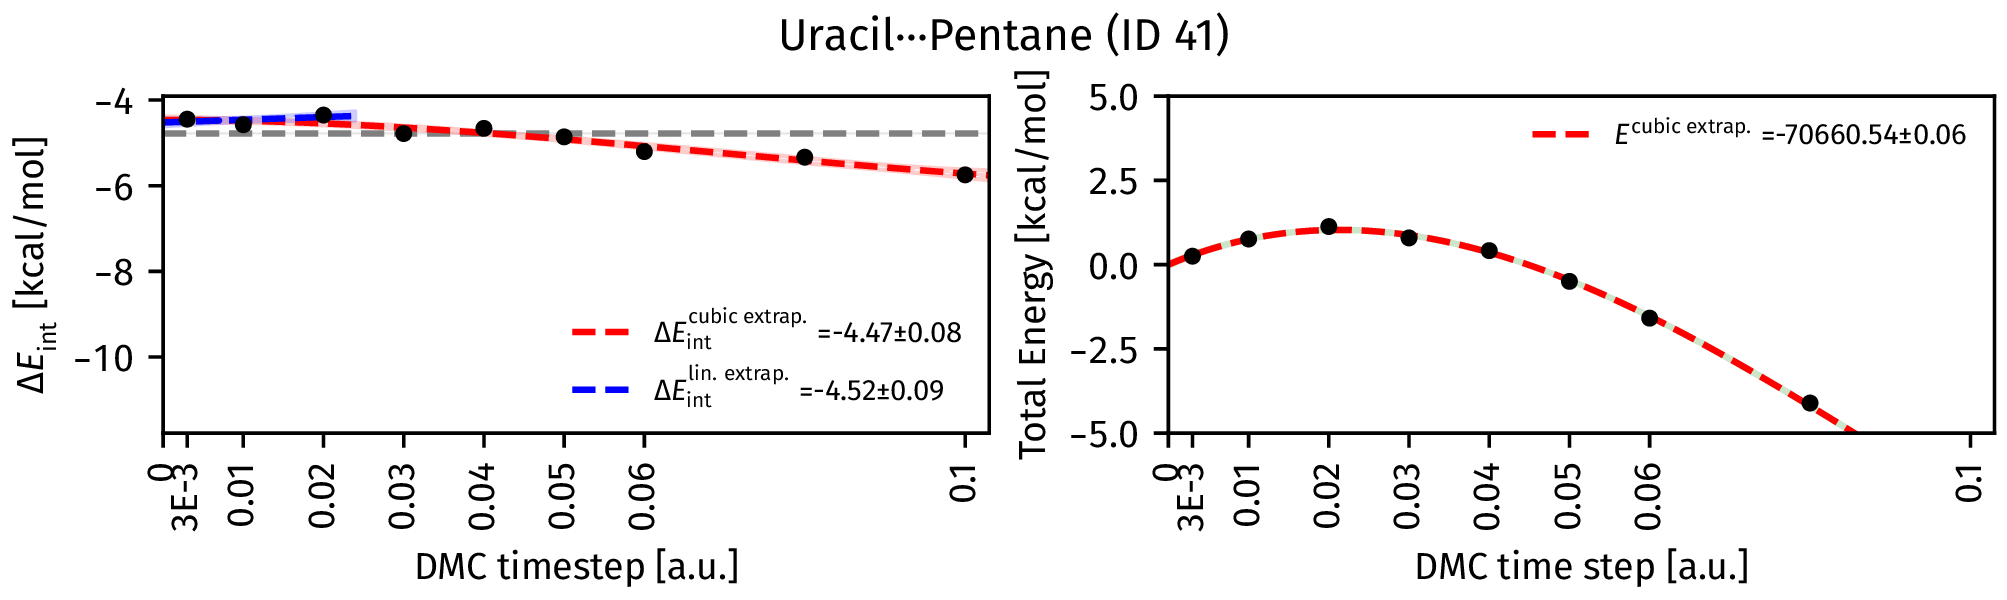 Uracil···Pentane (ID 41)
ΔE_int [kcal/mol]
−4
−6
−8
−10
ΔE_int^cubic extrap. =-4.47±0.08
ΔE_int^lin. extrap. =-4.52±0.09
0
3E-3
0.01
0.02
0.03
0.04
0.05
0.06
0.1
DMC timestep [a.u.]
Total Energy [kcal/mol]
5.0
2.5
0.0
−2.5
−5.0
E^cubic extrap. =-70660.54±0.06
0
3E-3
0.01
0.02
0.03
0.04
0.05
0.06
0.1
DMC time step [a.u.]